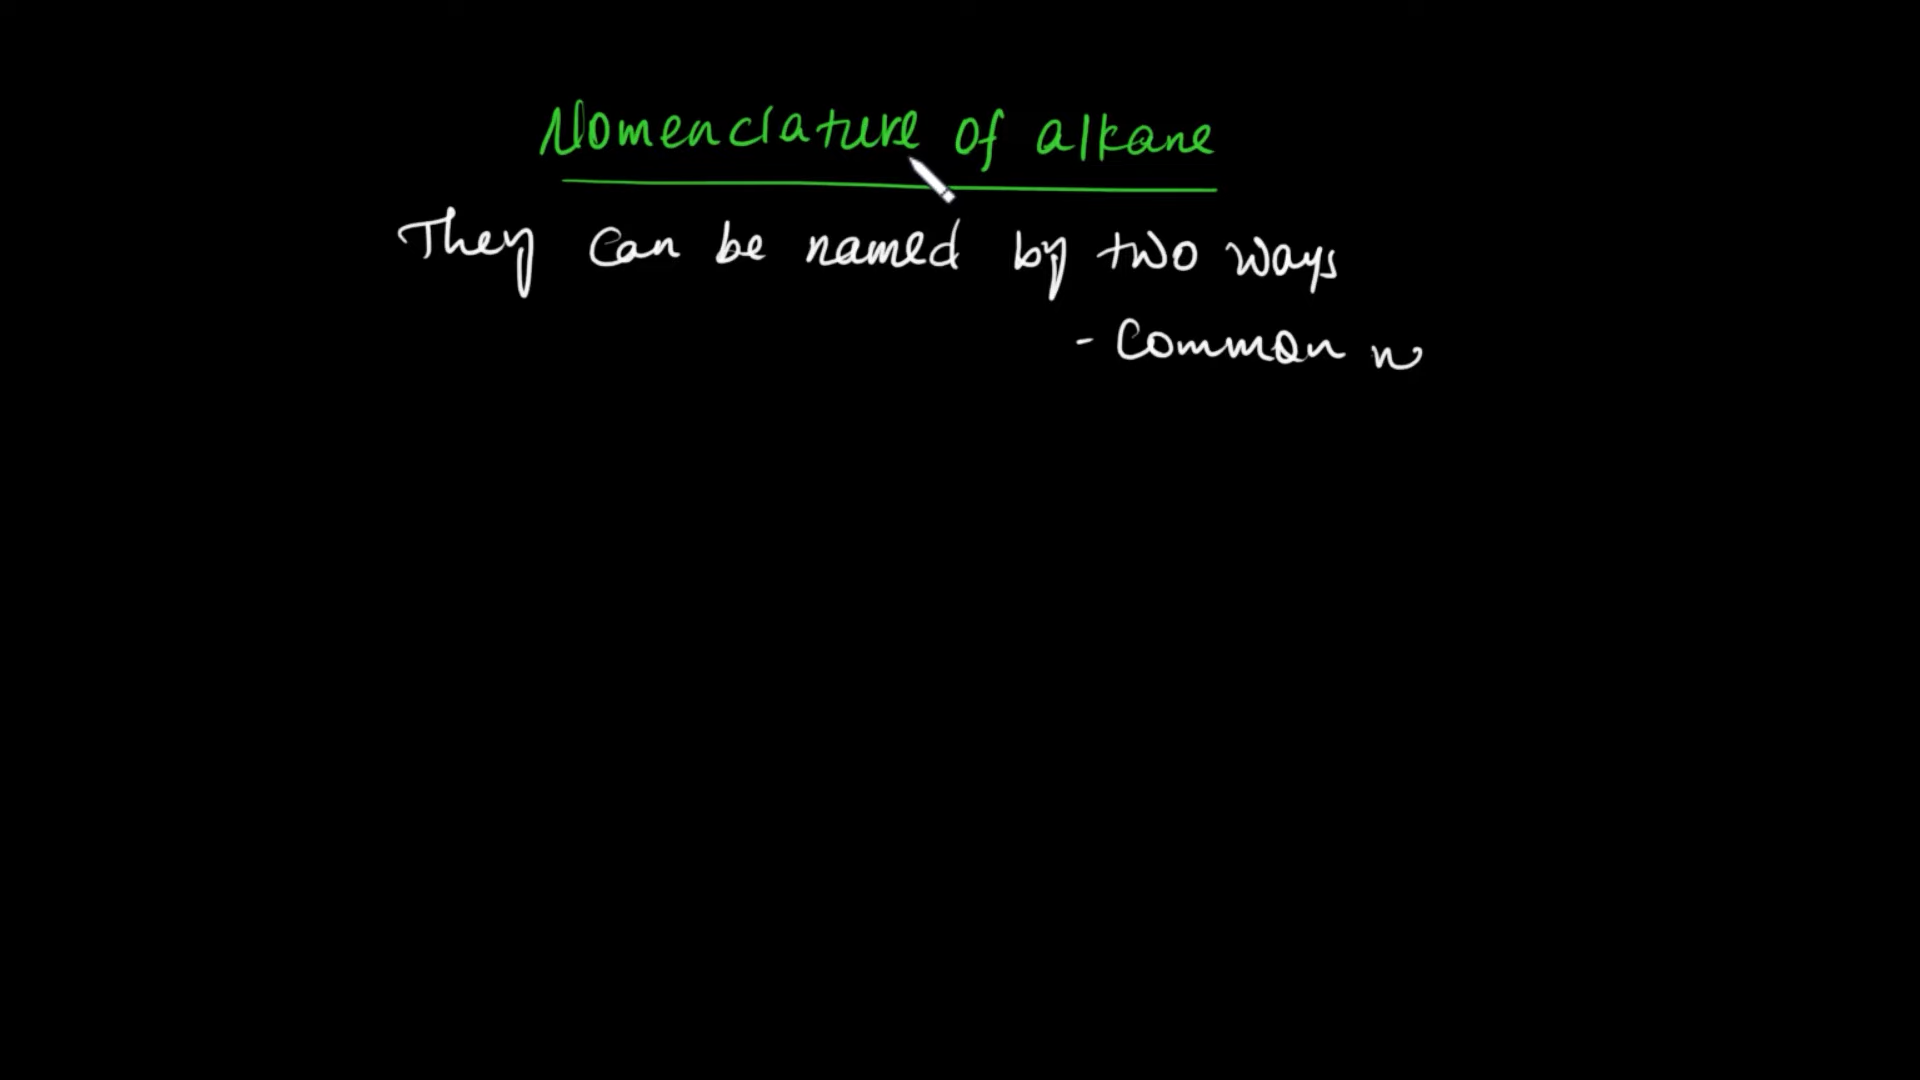 Nomenclature of alkane
They can be named by two ways
- Common n